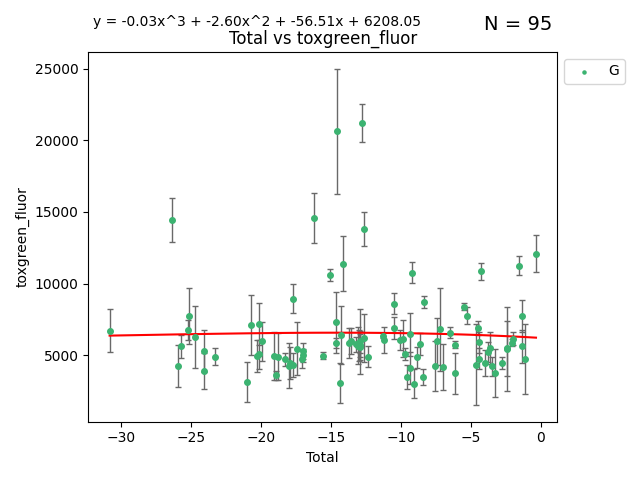 y = -0.03x^3 + -2.60x^2 + -56.51x + 6208.05
N = 95
Total vs toxgreen_fluor
G
25000
20000
15000
10000
5000
toxgreen_fluor
−30
−25
−20
−15
−10
−5
0
Total